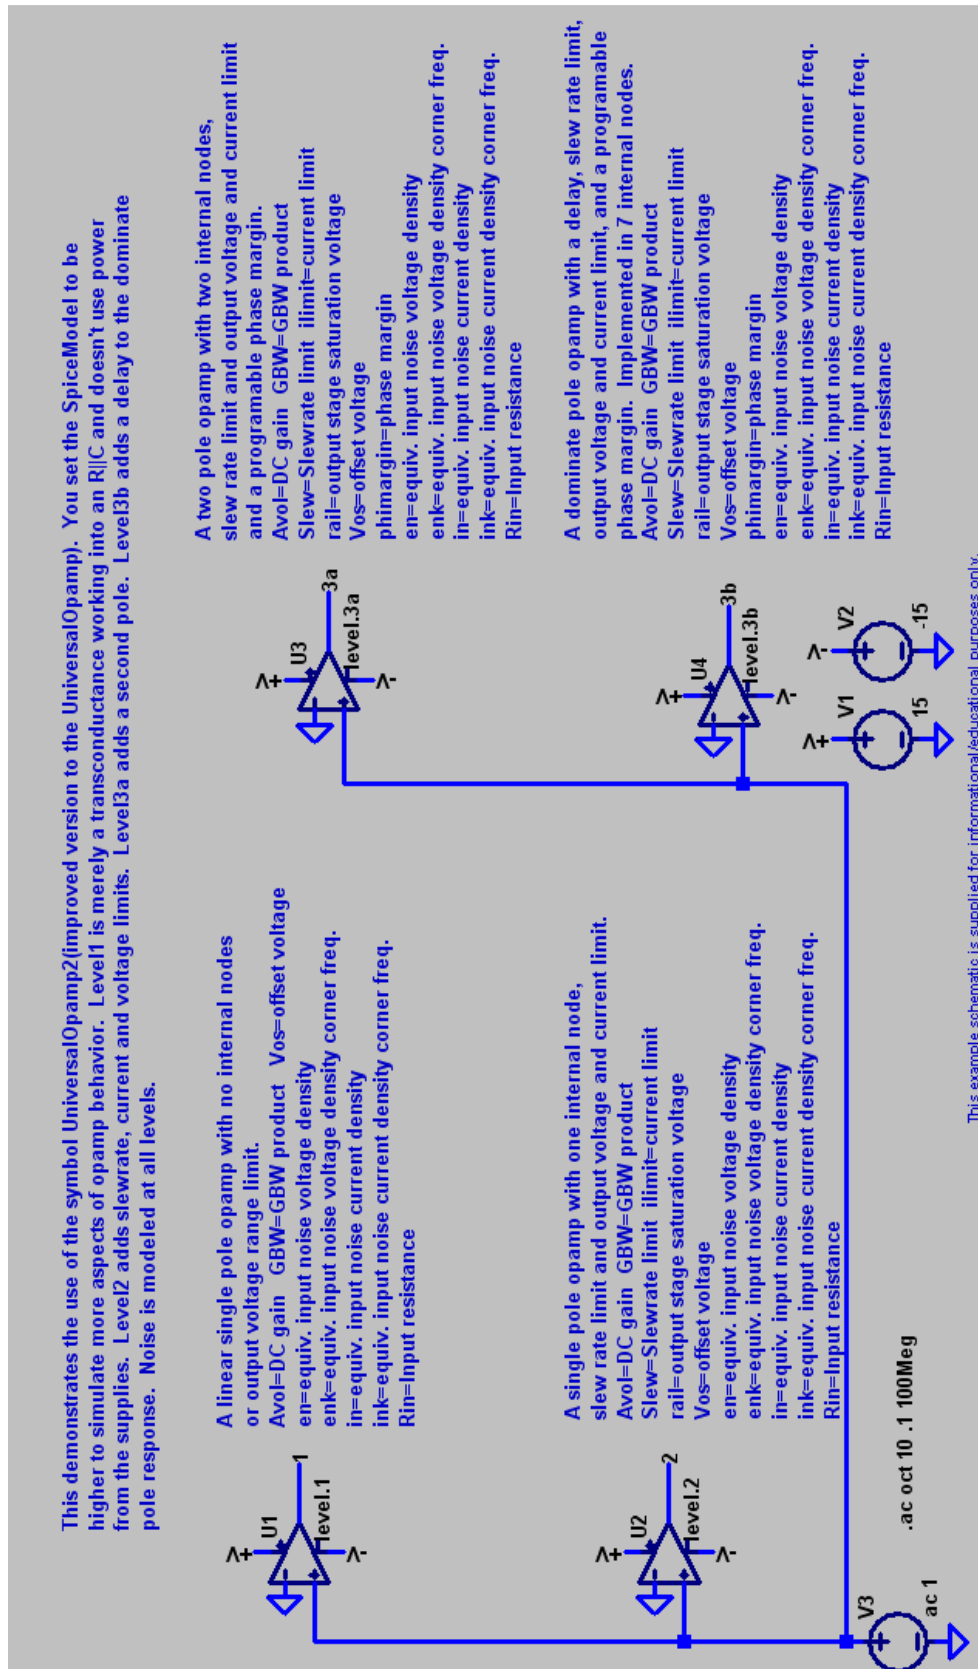 This demonstrates the use of the symbol UniversalOpamp2(improved version to the UniversalOpamp). You set the SpiceModel to be
higher to simulate more aspects of opamp behavior. Level1 is merely a transconductance working into an R||C and doesn't use power
from the supplies. Level2 adds slewrate, current and voltage limits. Level3a adds a second pole. Level3b adds a delay to the dominate
pole response. Noise is modeled at all levels.
V+
U1
1
level.1
V-
A linear single pole opamp with no internal nodes
or output voltage range limit.
Avol=DC gain GBW=GBW product Vos=offset voltage
en=equiv. input noise voltage density
enk=equiv. input noise voltage density corner freq.
in=equiv. input noise current density
ink=equiv. input noise current density corner freq.
Rin=Input resistance
V+
U3
3a
level.3a
V-
A two pole opamp with two internal nodes,
slew rate limit and output voltage and current limit
and a programable phase margin.
Avol=DC gain GBW=GBW product
Slew=Slewrate limit ilimit=current limit
rail=output stage saturation voltage
Vos=offset voltage
phimargin=phase margin
en=equiv. input noise voltage density
enk=equiv. input noise voltage density corner freq.
in=equiv. input noise current density
ink=equiv. input noise current density corner freq.
Rin=Input resistance
V+
U2
2
level.2
V-
A single pole opamp with one internal node,
slew rate limit and output voltage and current limit.
Avol=DC gain GBW=GBW product
Slew=Slewrate limit ilimit=current limit
rail=output stage saturation voltage
Vos=offset voltage
en=equiv. input noise voltage density
enk=equiv. input noise voltage density corner freq.
in=equiv. input noise current density
ink=equiv. input noise current density corner freq.
Rin=Input resistance
V+
U4
3b
level.3b
V-
A dominate pole opamp with a delay, slew rate limit,
output voltage and current limit, and a programable
phase margin. Implemented in 7 internal nodes.
Avol=DC gain GBW=GBW product
Slew=Slewrate limit ilimit=current limit
rail=output stage saturation voltage
Vos=offset voltage
phimargin=phase margin
en=equiv. input noise voltage density
enk=equiv. input noise voltage density corner freq.
in=equiv. input noise current density
ink=equiv. input noise current density corner freq.
Rin=Input resistance
V3
ac 1
.ac oct 10 .1 100Meg
V+
V1
15
V-
V2
-15
This example schematic is supplied for informational/educational purposes only.